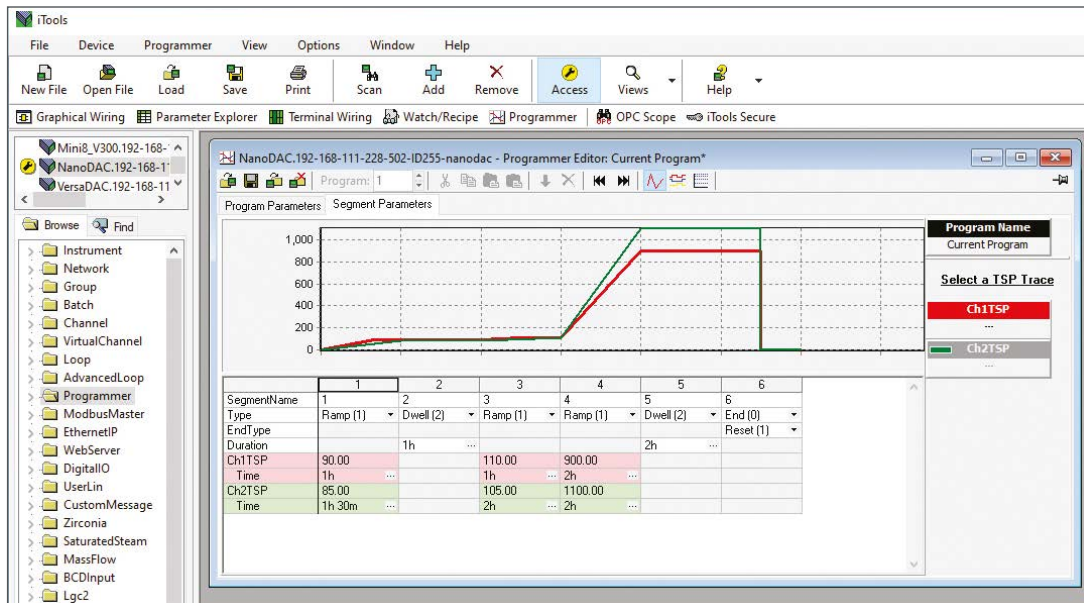 iTools
File Device Programmer View Options Window Help
New File Open File Load Save Print Scan Add Remove Access Views Help
Graphical Wiring Parameter Explorer Terminal Wiring Watch/Recipe Programmer OPC Scope iTools Secure
Mini8_V300.192-168-
NanoDAC.192-168-1
VersaDAC.192-168-11
Browse Find
Instrument
Network
Group
Batch
Channel
VirtualChannel
Loop
AdvancedLoop
Programmer
ModbusMaster
EthernetIP
WebServer
DigitalIO
UserLin
CustomMessage
Zirconia
SaturatedSteam
MassFlow
BCDInput
Lgc2
NanoDAC.192-168-111-228-502-ID255-nanodac - Programmer Editor: Current Program*
Program: 1
Program Parameters Segment Parameters
1,000
800
600
400
200
0
Program Name
Current Program
Select a TSP Trace
Ch1TSP
...
Ch2TSP
...
1 2 3 4 5 6
SegmentName 1 2 3 4 5 6
Type Ramp (1) Dwell (2) Ramp (1) Ramp (1) Dwell (2) End (0)
EndType Reset (1)
Duration 1h ... 2h ...
Ch1TSP 90.00 110.00 900.00
Time 1h ... 1h ... 2h ...
Ch2TSP 85.00 105.00 1100.00
Time 1h 30m ... 2h ... 2h ...